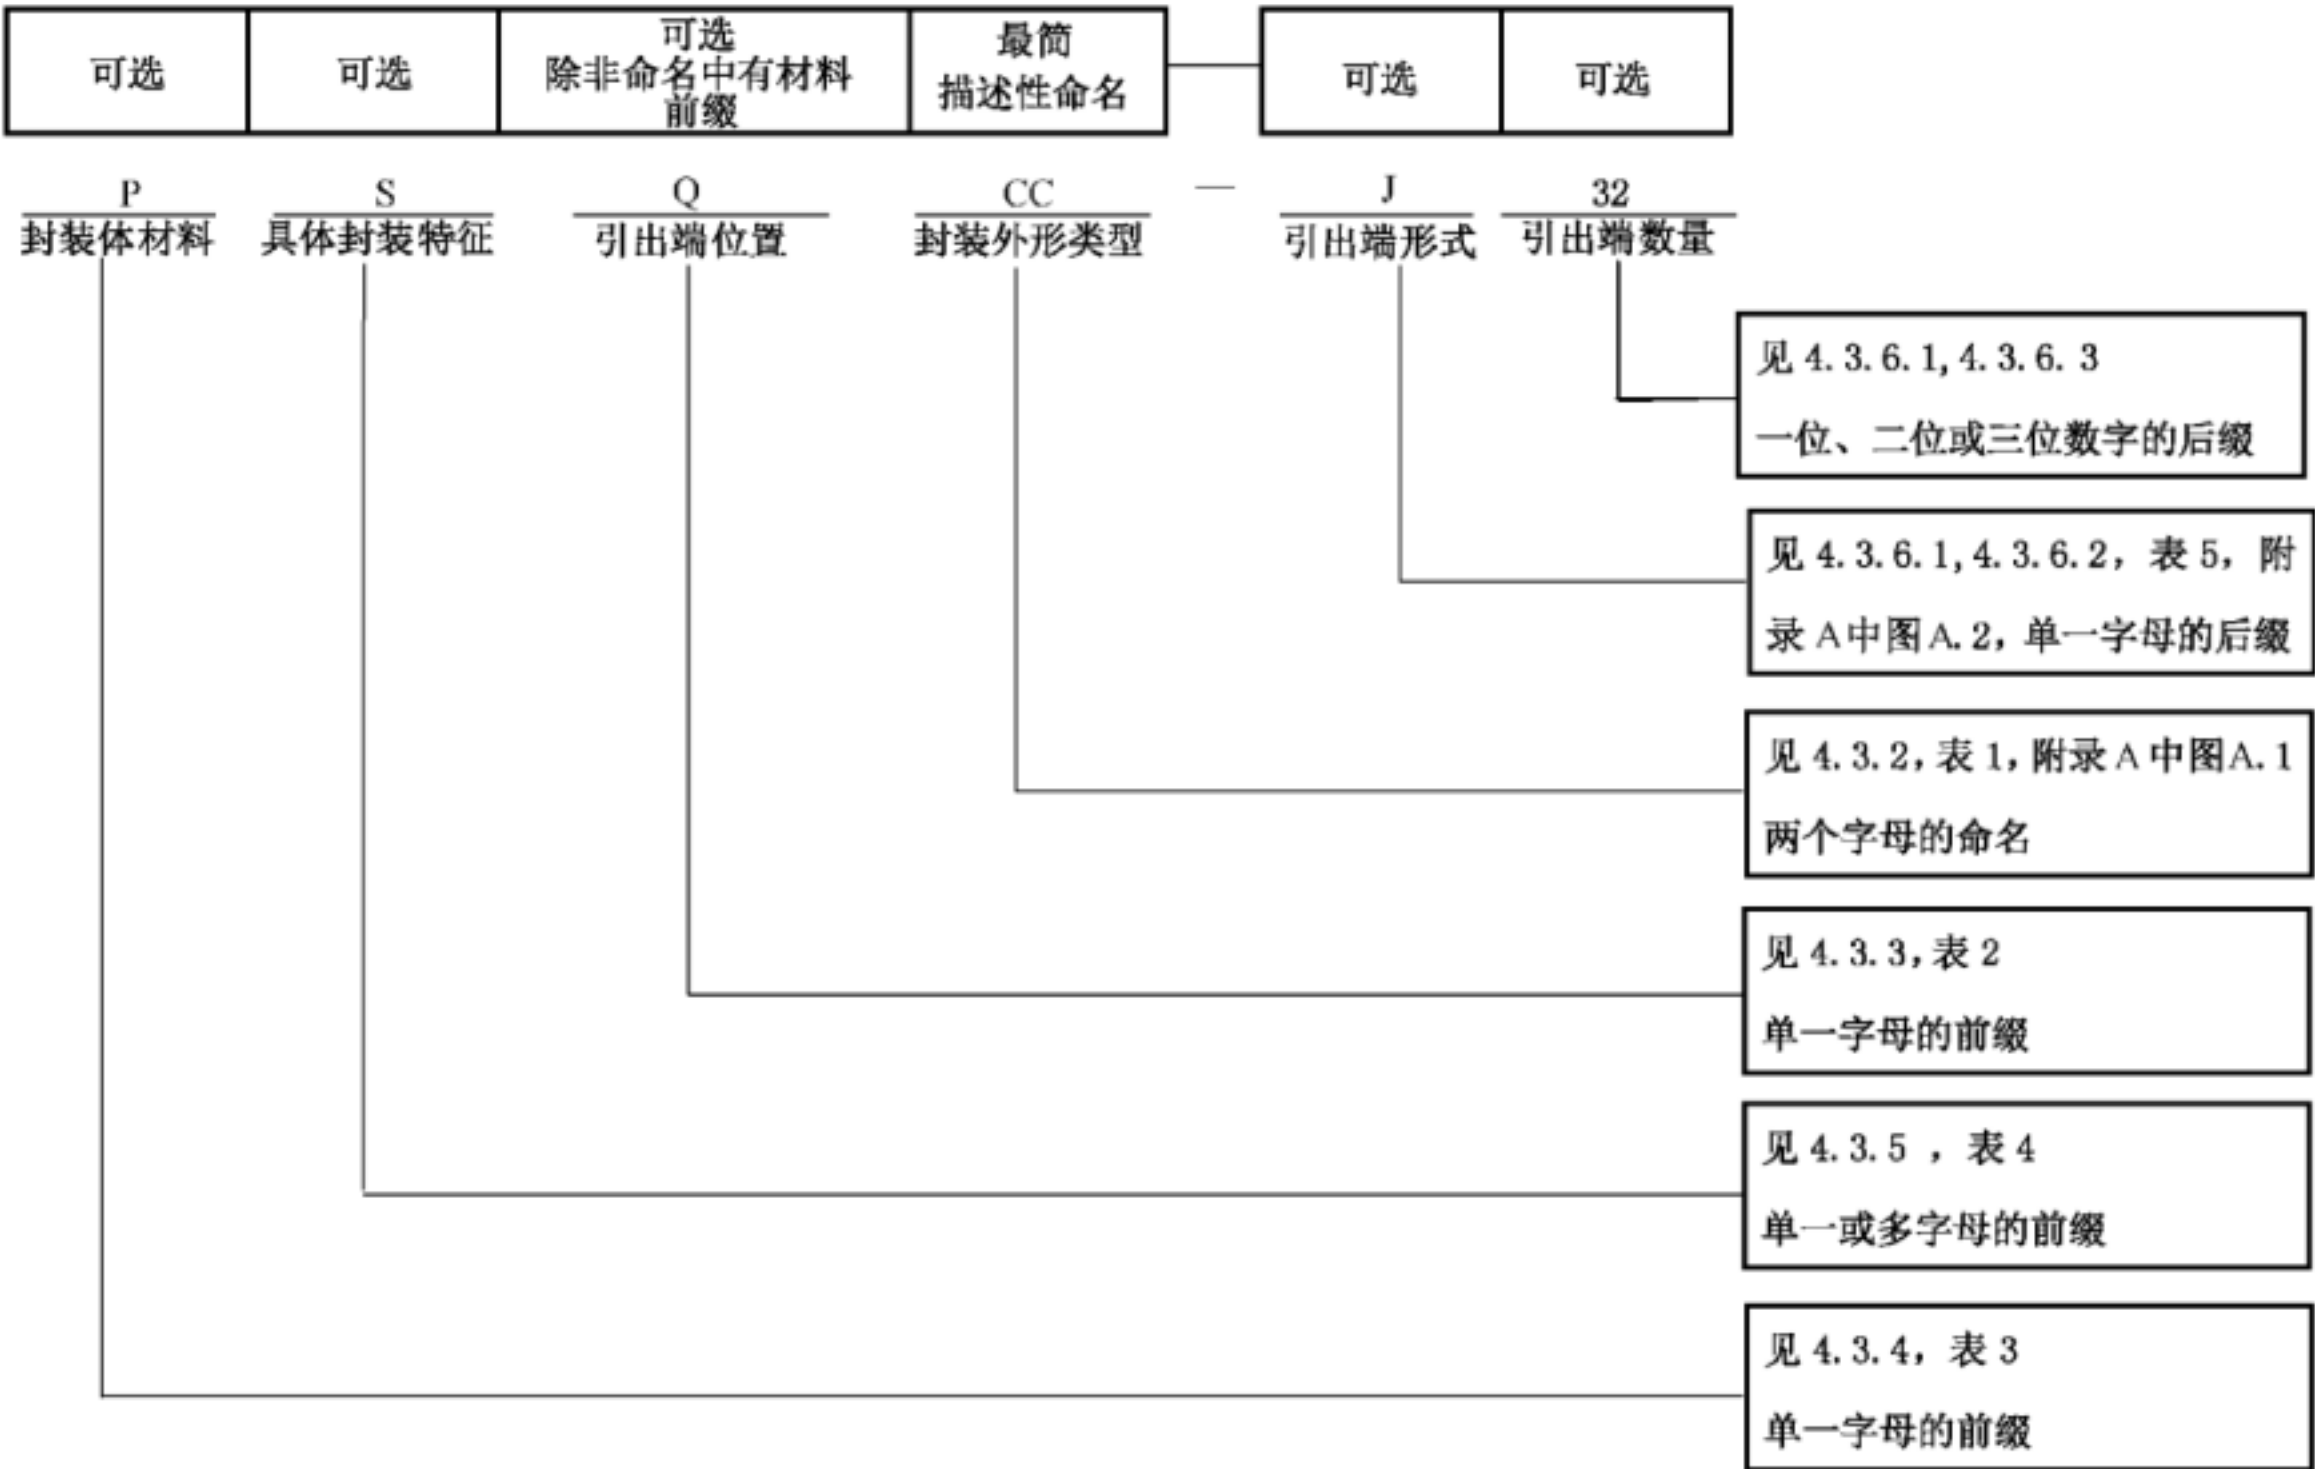 可选
可选
可选
除非命名中有材料
前缀
最简
描述性命名
可选
可选
P
S
Q
CC
—
J
32
封装体材料
具体封装特征
引出端位置
封装外形类型
引出端形式
引出端数量
见 4.3.6.1,4.3.6.3
一位、二位或三位数字的后缀
见 4.3.6.1,4.3.6.2，表 5，附
录 A中图A.2，单一字母的后缀
见 4.3.2,表 1,附录 A 中图A.1
两个字母的命名
见 4.3.3,表 2
单一字母的前缀
见 4.3.5 ，表 4
单一或多字母的前缀
见 4.3.4，表 3
单一字母的前缀